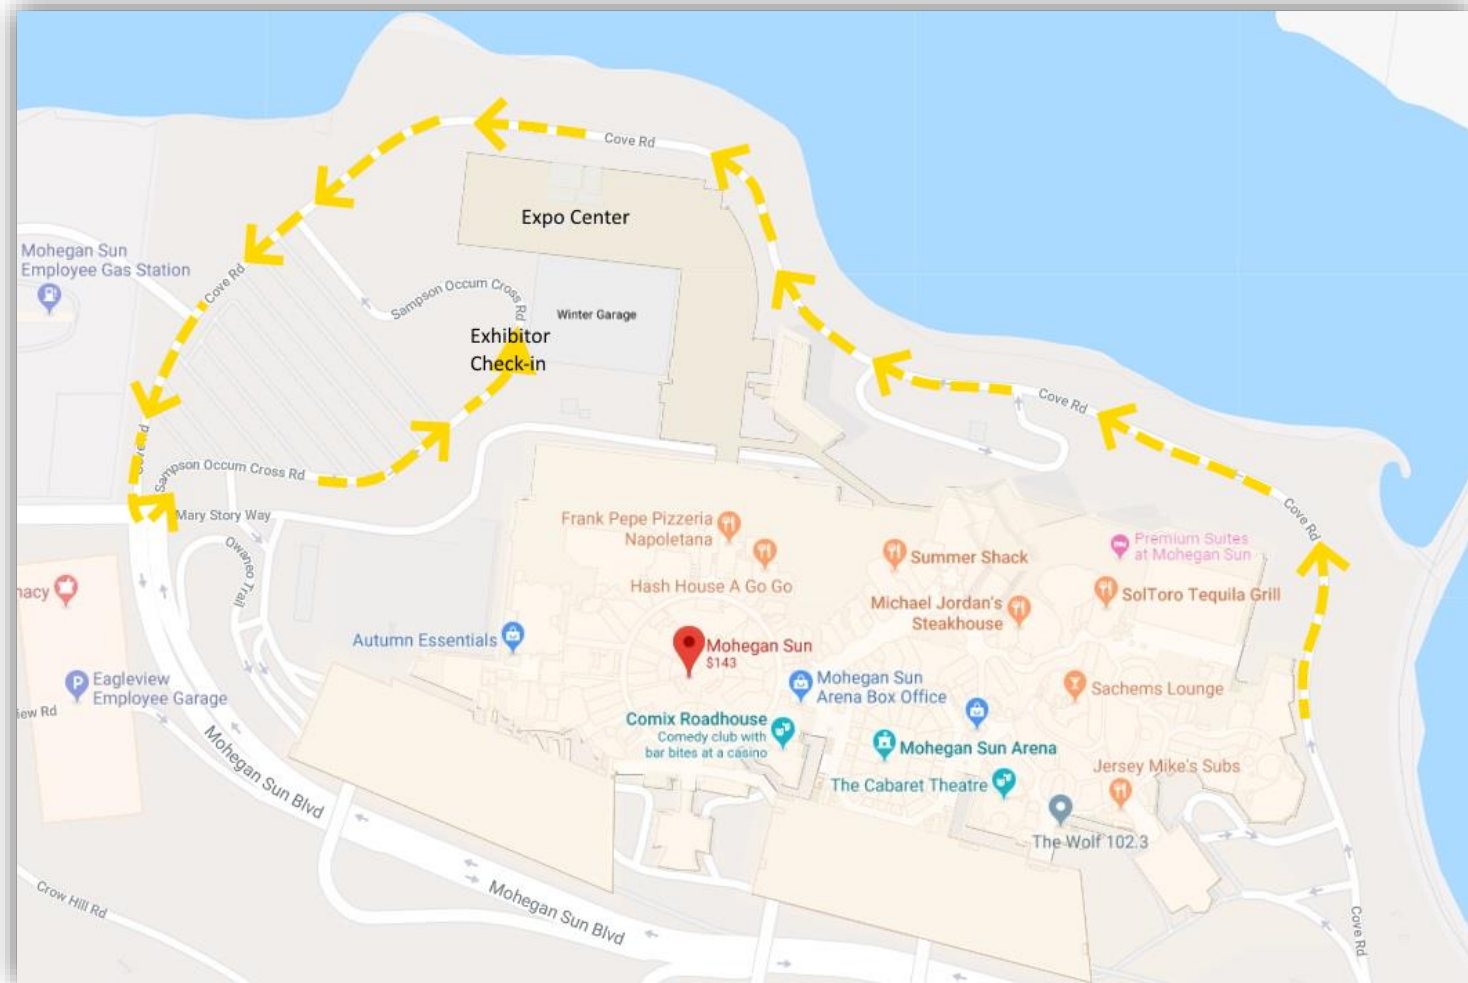 Cove Rd
Expo Center
Mohegan Sun
Employee Gas Station
Cove Rd
Sampson Occum Cross Rd
Winter Garage
Exhibitor
Check-in
Cove Rd
Cove Rd
Sampson Occum Cross Rd
Mary Story Way
Cove Rd
Owaneo Trail
Frank Pepe Pizzeria
Napoletana
Hash House A Go Go
Summer Shack
Premium Suites
at Mohegan Sun
Michael Jordan's
Steakhouse
SolToro Tequila Grill
nacy
Autumn Essentials
Mohegan Sun
$143
Eagleview
Employee Garage
iew Rd
Mohegan Sun
Arena Box Office
Sachems Lounge
Comix Roadhouse
Comedy club with
bar bites at a casino
Mohegan Sun Arena
The Cabaret Theatre
Jersey Mike's Subs
The Wolf 102.3
Mohegan Sun Blvd
Mohegan Sun Blvd
Crow Hill Rd
Cove Rd
P